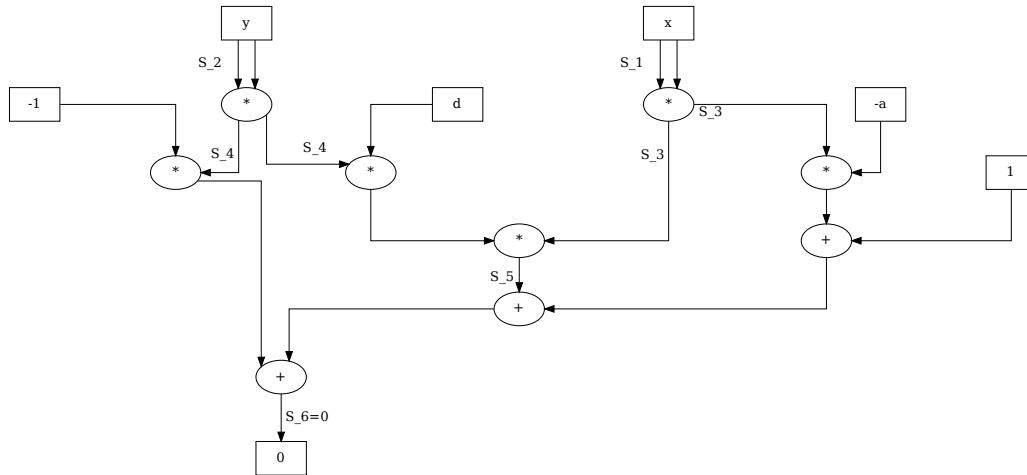 y
x
S_2
S_1
-1
*
d
*
S_3
-a
S_4
S_4
S_3
*
*
*
1
*
+
S_5
+
+
S_6=0
0